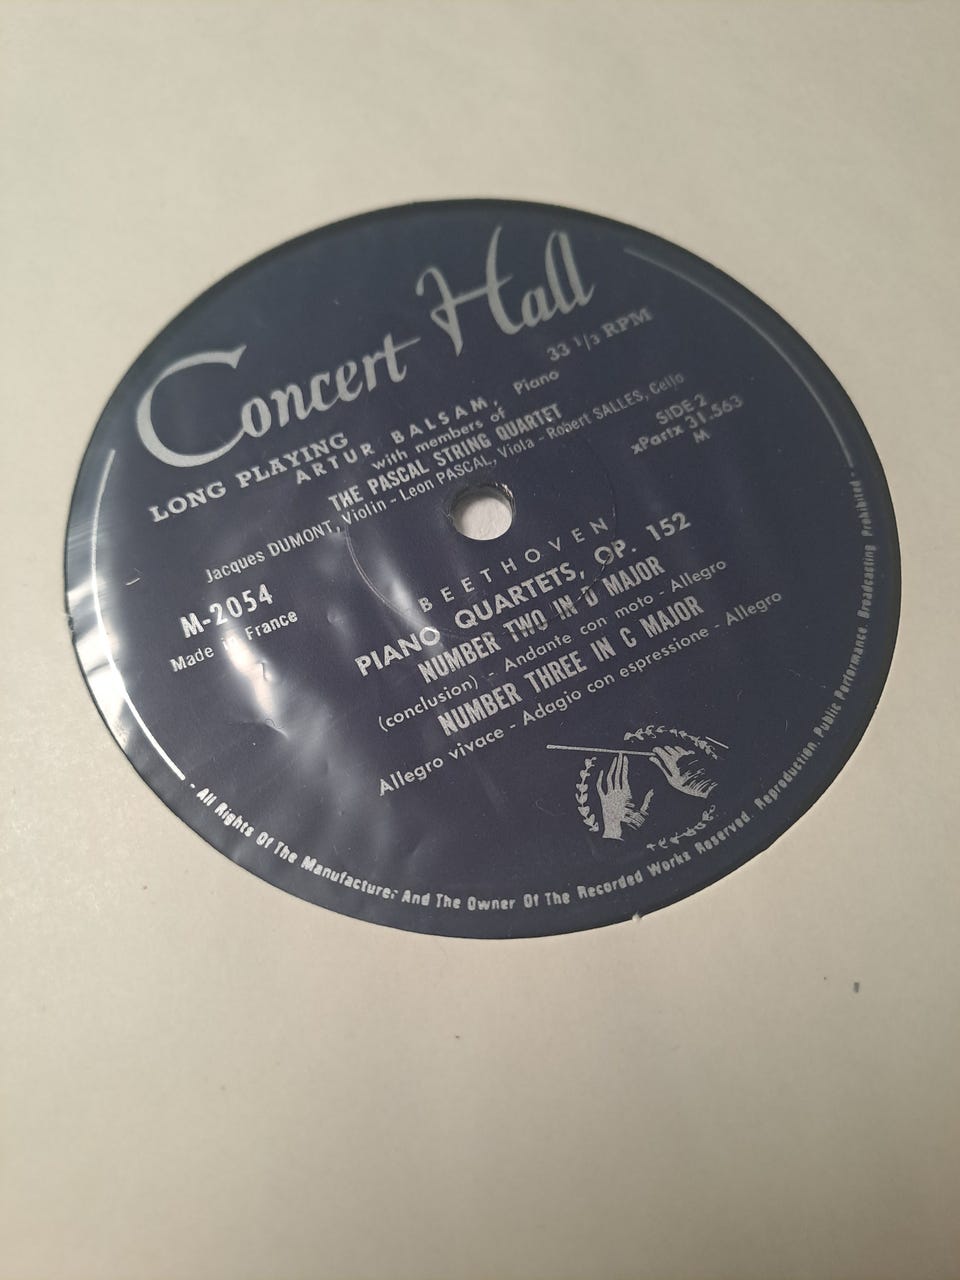 Concert Hall
LONG PLAYING
33 1/3 RPM
ARTUR BALSAM, Piano
with members of
THE PASCAL STRING QUARTET
Jacques DUMONT, Violin - Leon PASCAL, Viola - Robert SALLES, Cello
SIDE 2
xPartx 31.563
M
M-2054
Made in France
BEETHOVEN
PIANO QUARTETS, OP. 152
NUMBER TWO IN D MAJOR
(conclusion) - Andante con moto - Allegro
NUMBER THREE IN C MAJOR
Allegro vivace - Adagio con espressione - Allegro
- All Rights Of The Manufacturer And The Owner Of The Recorded Works Reserved. Reproduction, Public Performance, Broadcasting Prohibited -